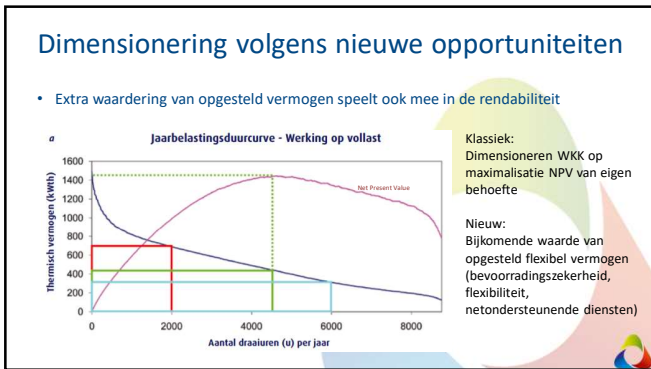 Dimensionering volgens nieuwe opportuniteiten
• Extra waardering van opgesteld vermogen speelt ook mee in de rendabiliteit
a
Jaarbelastingsduurcurve - Werking op vollast
Thermisch vermogen (kWth)
1600
1400
1200
1000
800
600
400
200
0
Net Present Value
0 2000 4000 6000 8000
Aantal draaiuren (u) per jaar
Klassiek:
Dimensioneren WKK op
maximalisatie NPV van eigen
behoefte
Nieuw:
Bijkomende waarde van
opgesteld flexibel vermogen
(bevoorradingszekerheid,
flexibiliteit,
netondersteunende diensten)